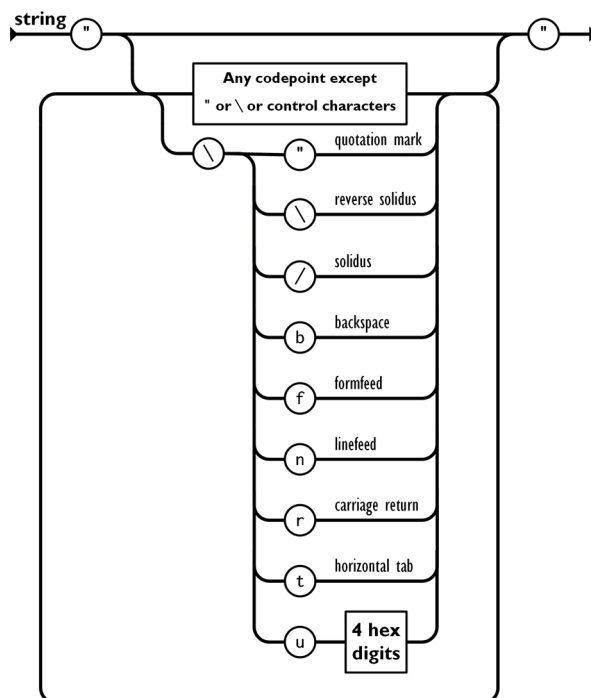 string
" "
Any codepoint except
" or \ or control characters
\ " quotation mark
\ reverse solidus
/ solidus
b backspace
f formfeed
n linefeed
r carriage return
t horizontal tab
u 4 hex
digits